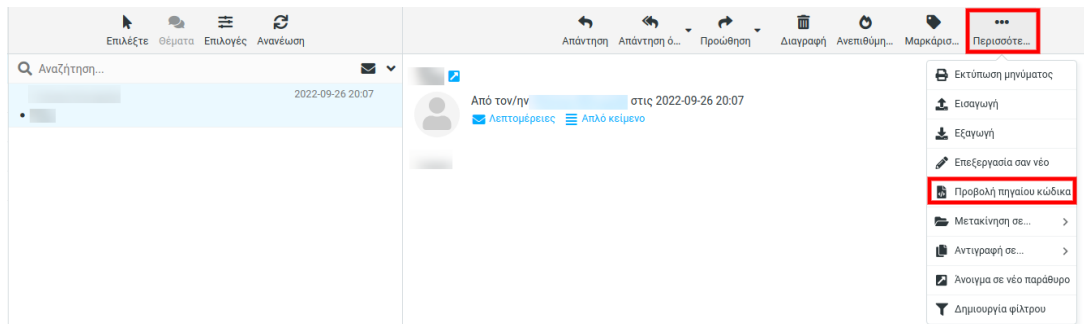 Επιλέξτε Θέματα Επιλογές Ανανέωση
Απάντηση Απάντηση ό... Προώθηση Διαγραφή Ανεπιθύμη... Μαρκάρισ... Περισσότε...
Αναζήτηση...
2022-09-26 20:07
Από τον/ην στις 2022-09-26 20:07
Λεπτομέρειες Απλό κείμενο
Εκτύπωση μηνύματος
Εισαγωγή
Εξαγωγή
Επεξεργασία σαν νέο
Προβολή πηγαίου κώδικα
Μετακίνηση σε...
Αντιγραφή σε...
Άνοιγμα σε νέο παράθυρο
Δημιουργία φίλτρου